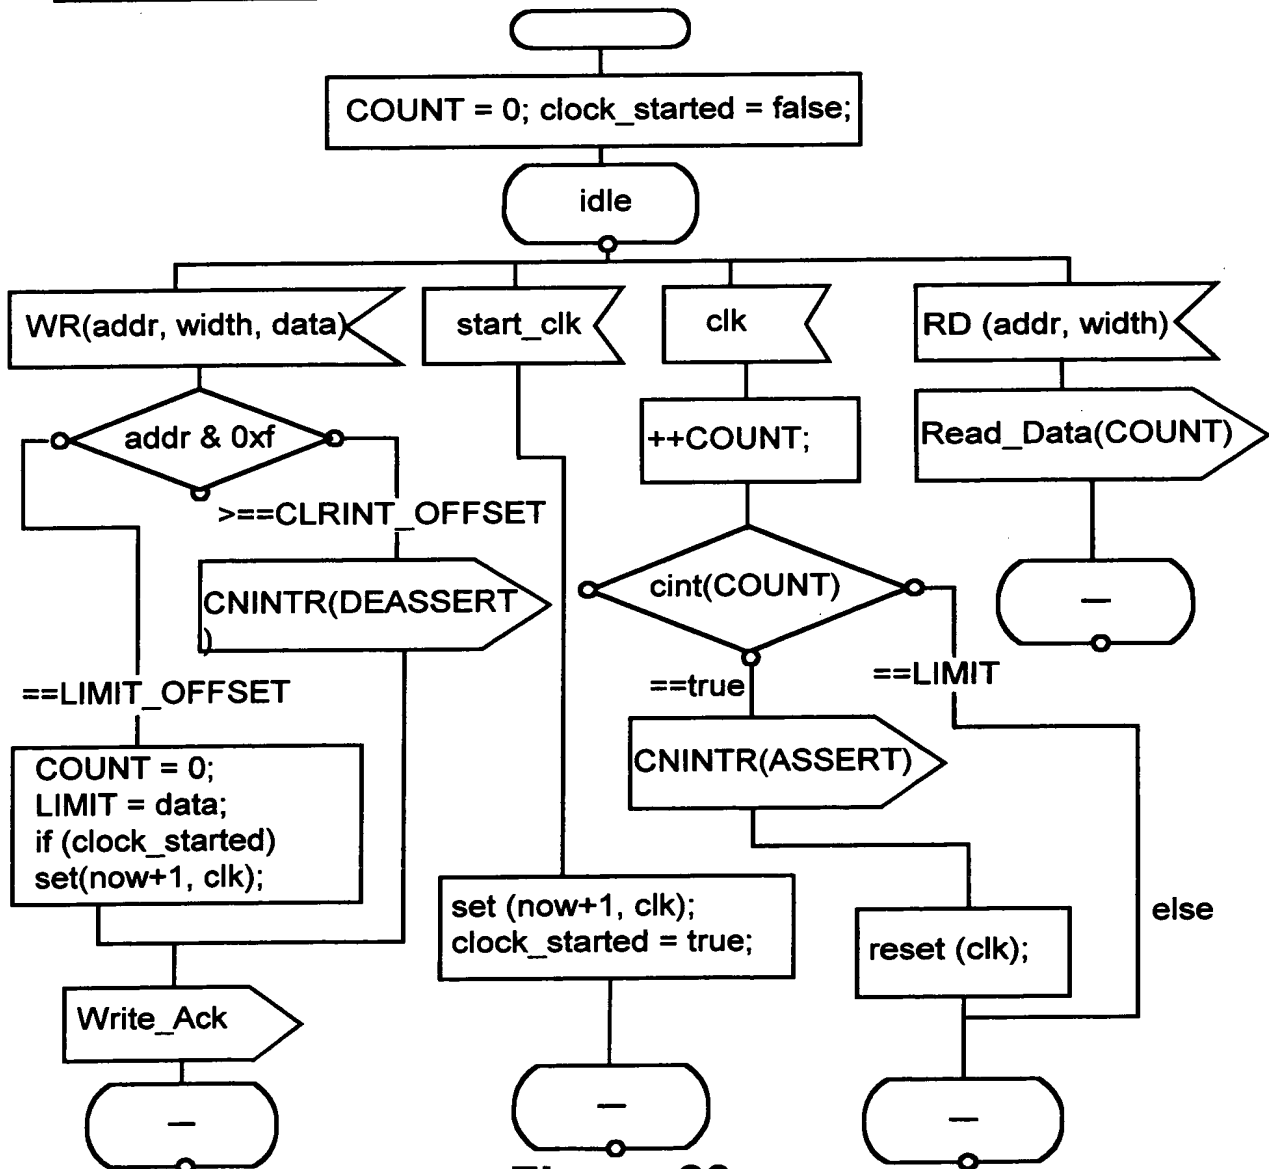 COUNT = 0; clock_started = false;
idle
WR(addr, width, data)
start_clk
clk
RD (addr, width)
addr & 0xf
++COUNT;
Read_Data(COUNT)
>==CLRINT_OFFSET
cint(COUNT)
—
CNINTR(DEASSERT
)
==LIMIT_OFFSET
==true
==LIMIT
CNINTR(ASSERT)
COUNT = 0;
LIMIT = data;
if (clock_started)
set(now+1, clk);
set (now+1, clk);
clock_started = true;
reset (clk);
else
Write_Ack
—
—
—